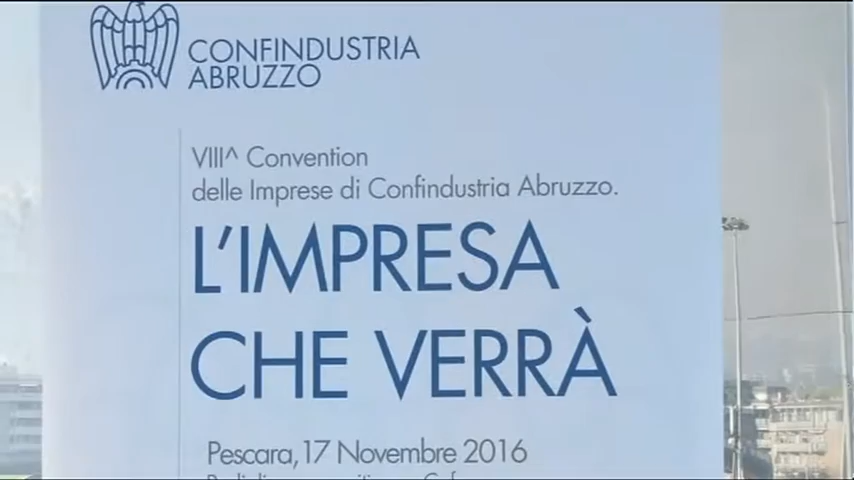 CONFINDUSTRIA
ABRUZZO
VIII^ Convention
delle Imprese di Confindustria Abruzzo.
L'IMPRESA
CHE VERRÀ
Pescara, 17 Novembre 2016